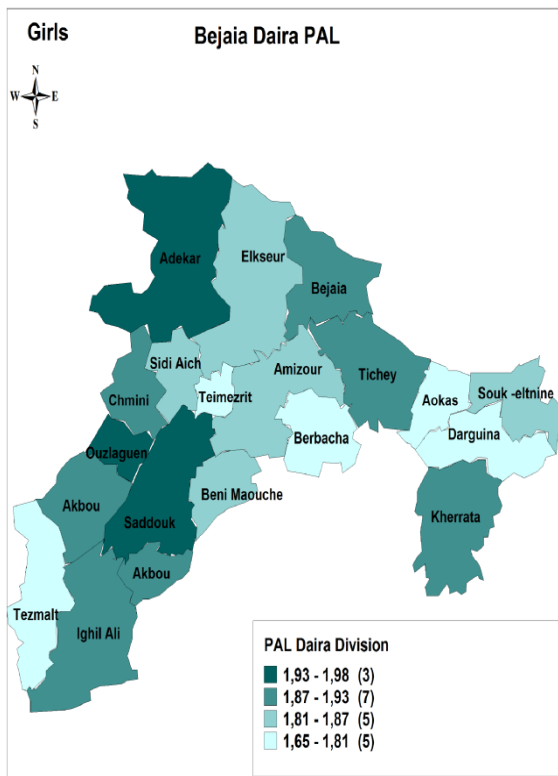 Girls
Bejaia Daira PAL
N
W E
S
Adekar
Elkseur
Bejaia
Sidi Aich
Amizour
Tichey
Chmini
Teimezrit
Aokas
Souk -eltnine
Ouzlaguen
Berbacha
Darguina
Akbou
Beni Maouche
Saddouk
Kherrata
Akbou
Tezmalt
Ighil Ali
PAL Daira Division
1,93 - 1,98 (3)
1,87 - 1,93 (7)
1,81 - 1,87 (5)
1,65 - 1,81 (5)